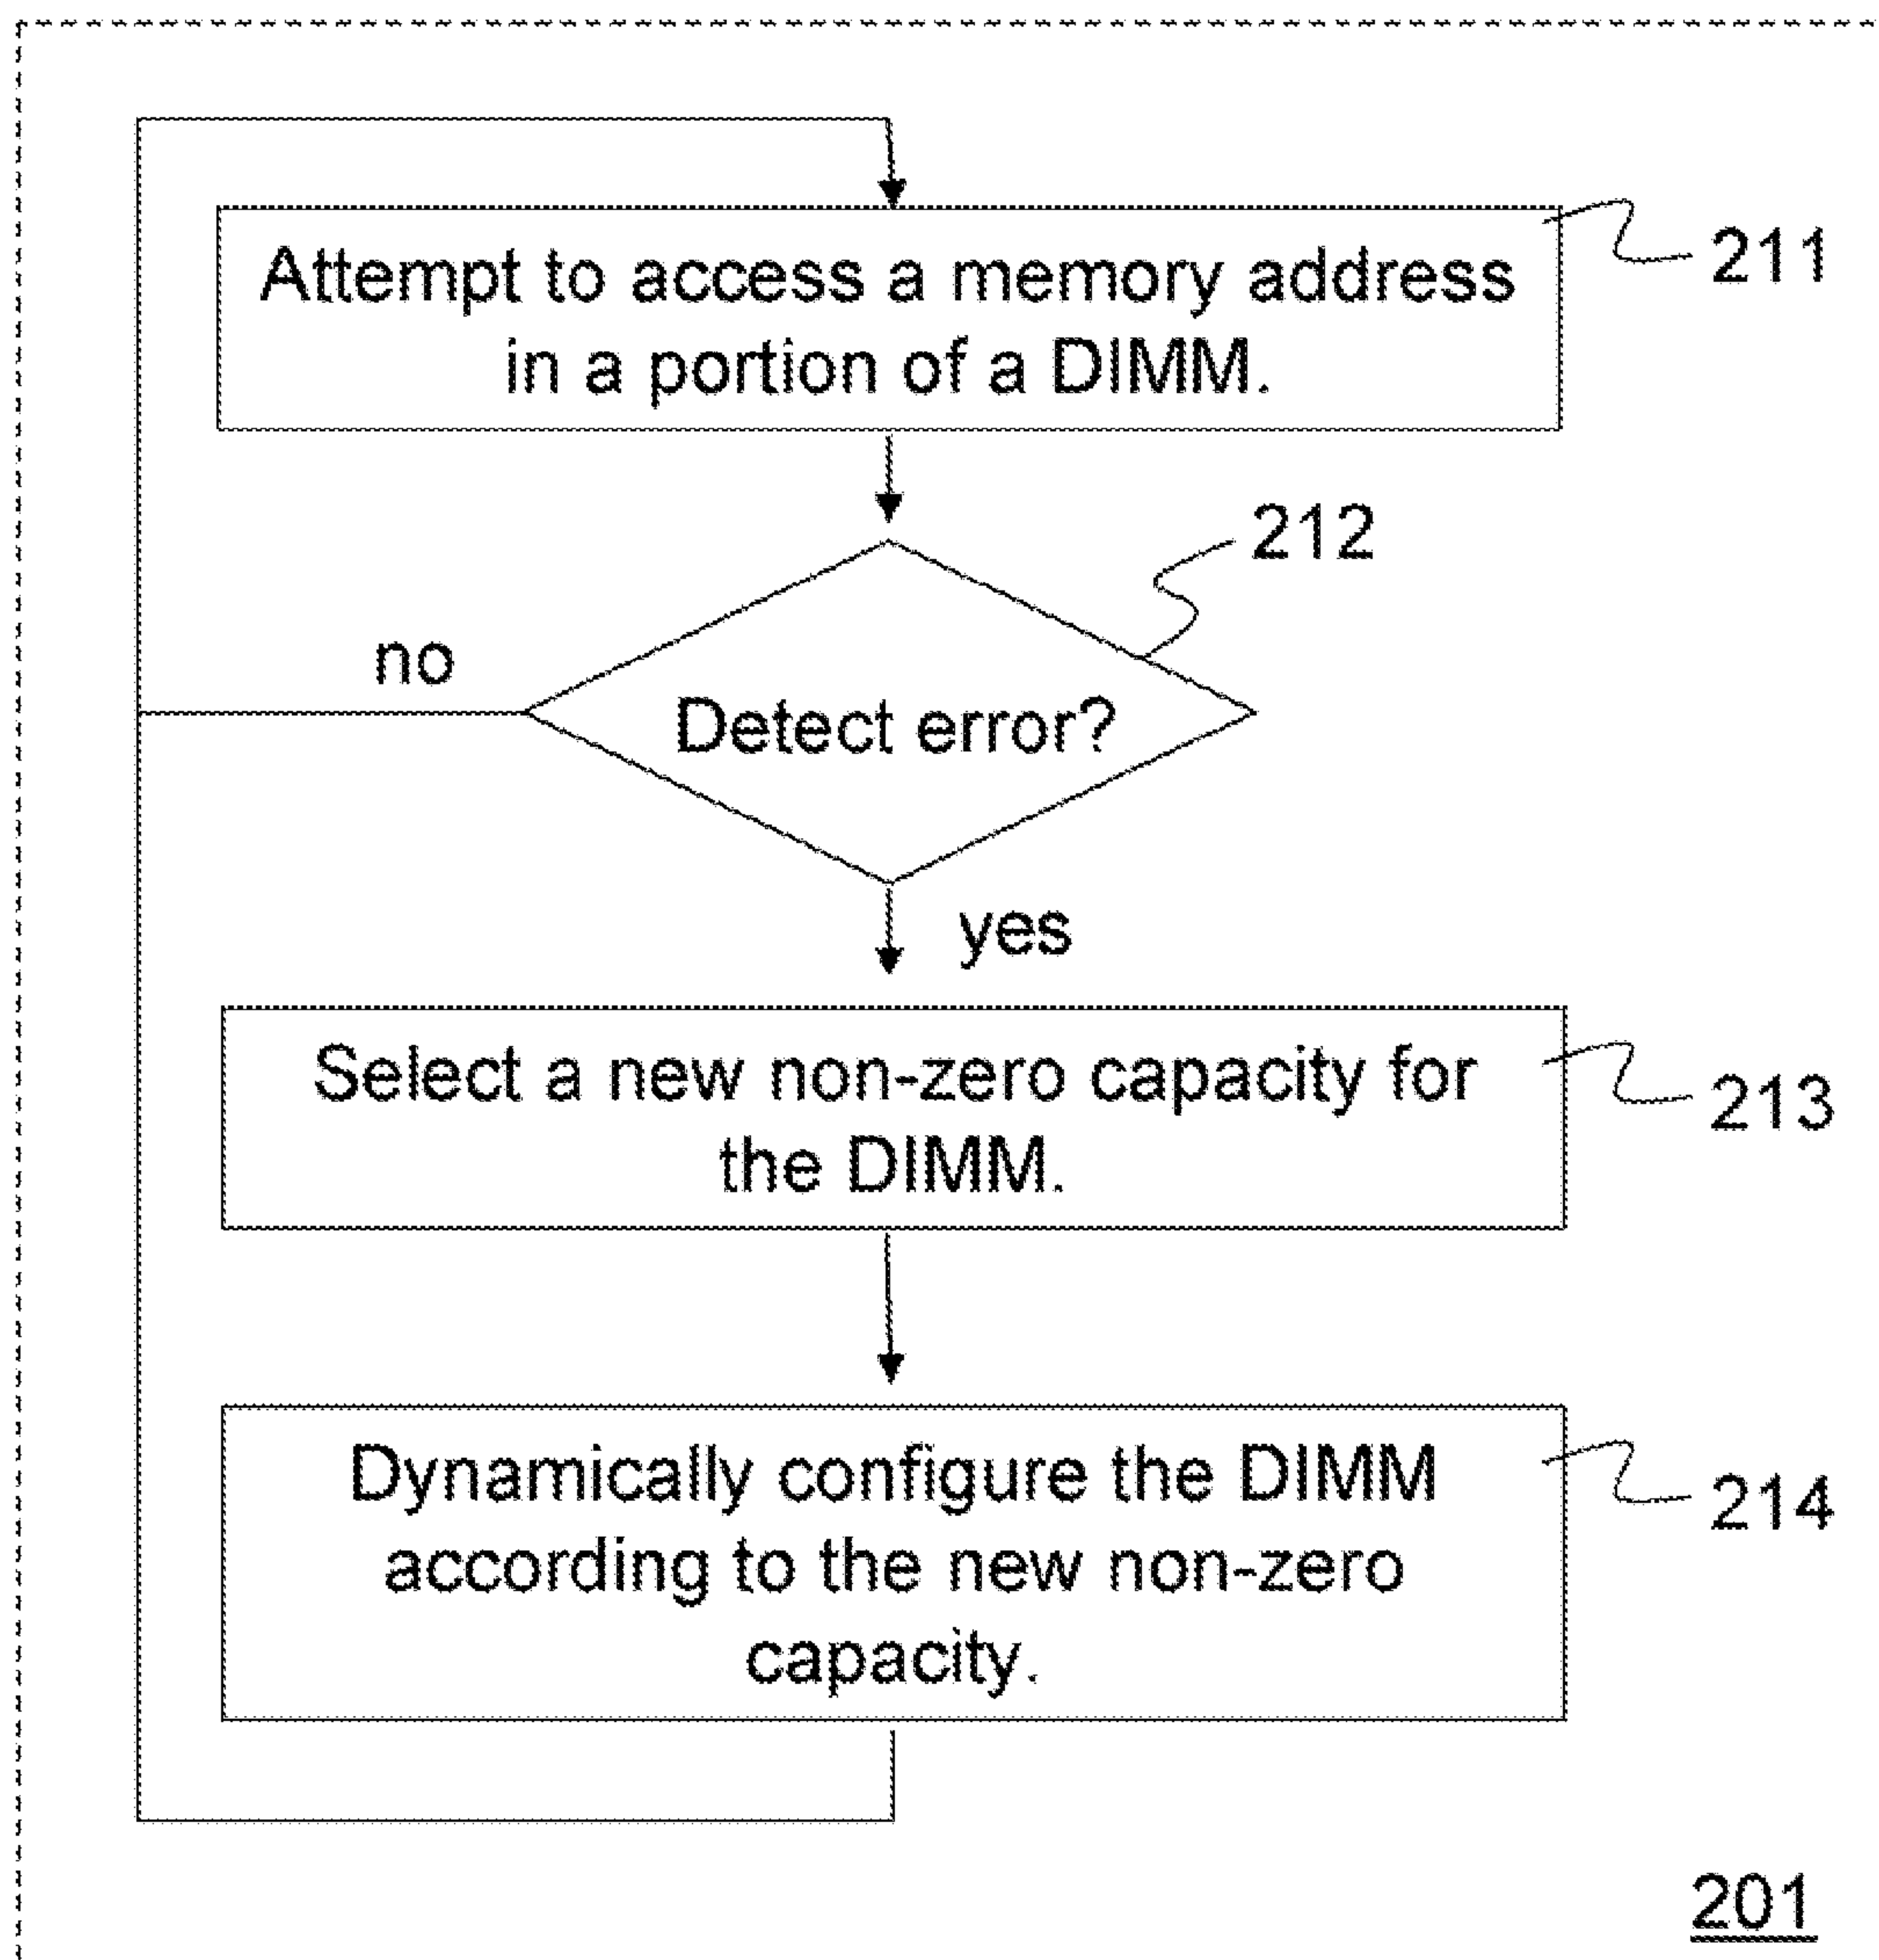 Attempt to access a memory address
in a portion of a DIMM.
211
212
no
Detect error?
yes
Select a new non-zero capacity for
the DIMM.
213
Dynamically configure the DIMM
according to the new non-zero
capacity.
214
201